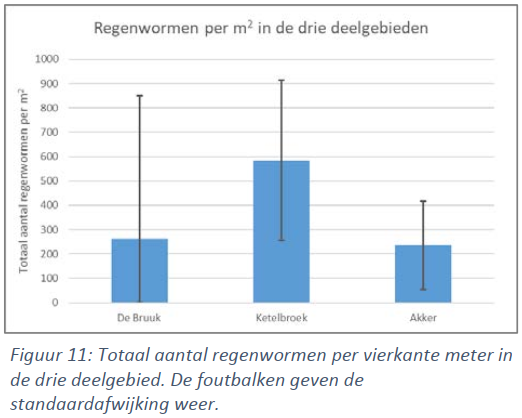 Regenwormen per m² in de drie deelgebieden
Totaal aantal regenwormen per m²
1000
900
800
700
600
500
400
300
200
100
0
De Bruuk Ketelbroek Akker
Figuur 11: Totaal aantal regenwormen per vierkante meter in
de drie deelgebied. De foutbalken geven de
standaardafwijking weer.